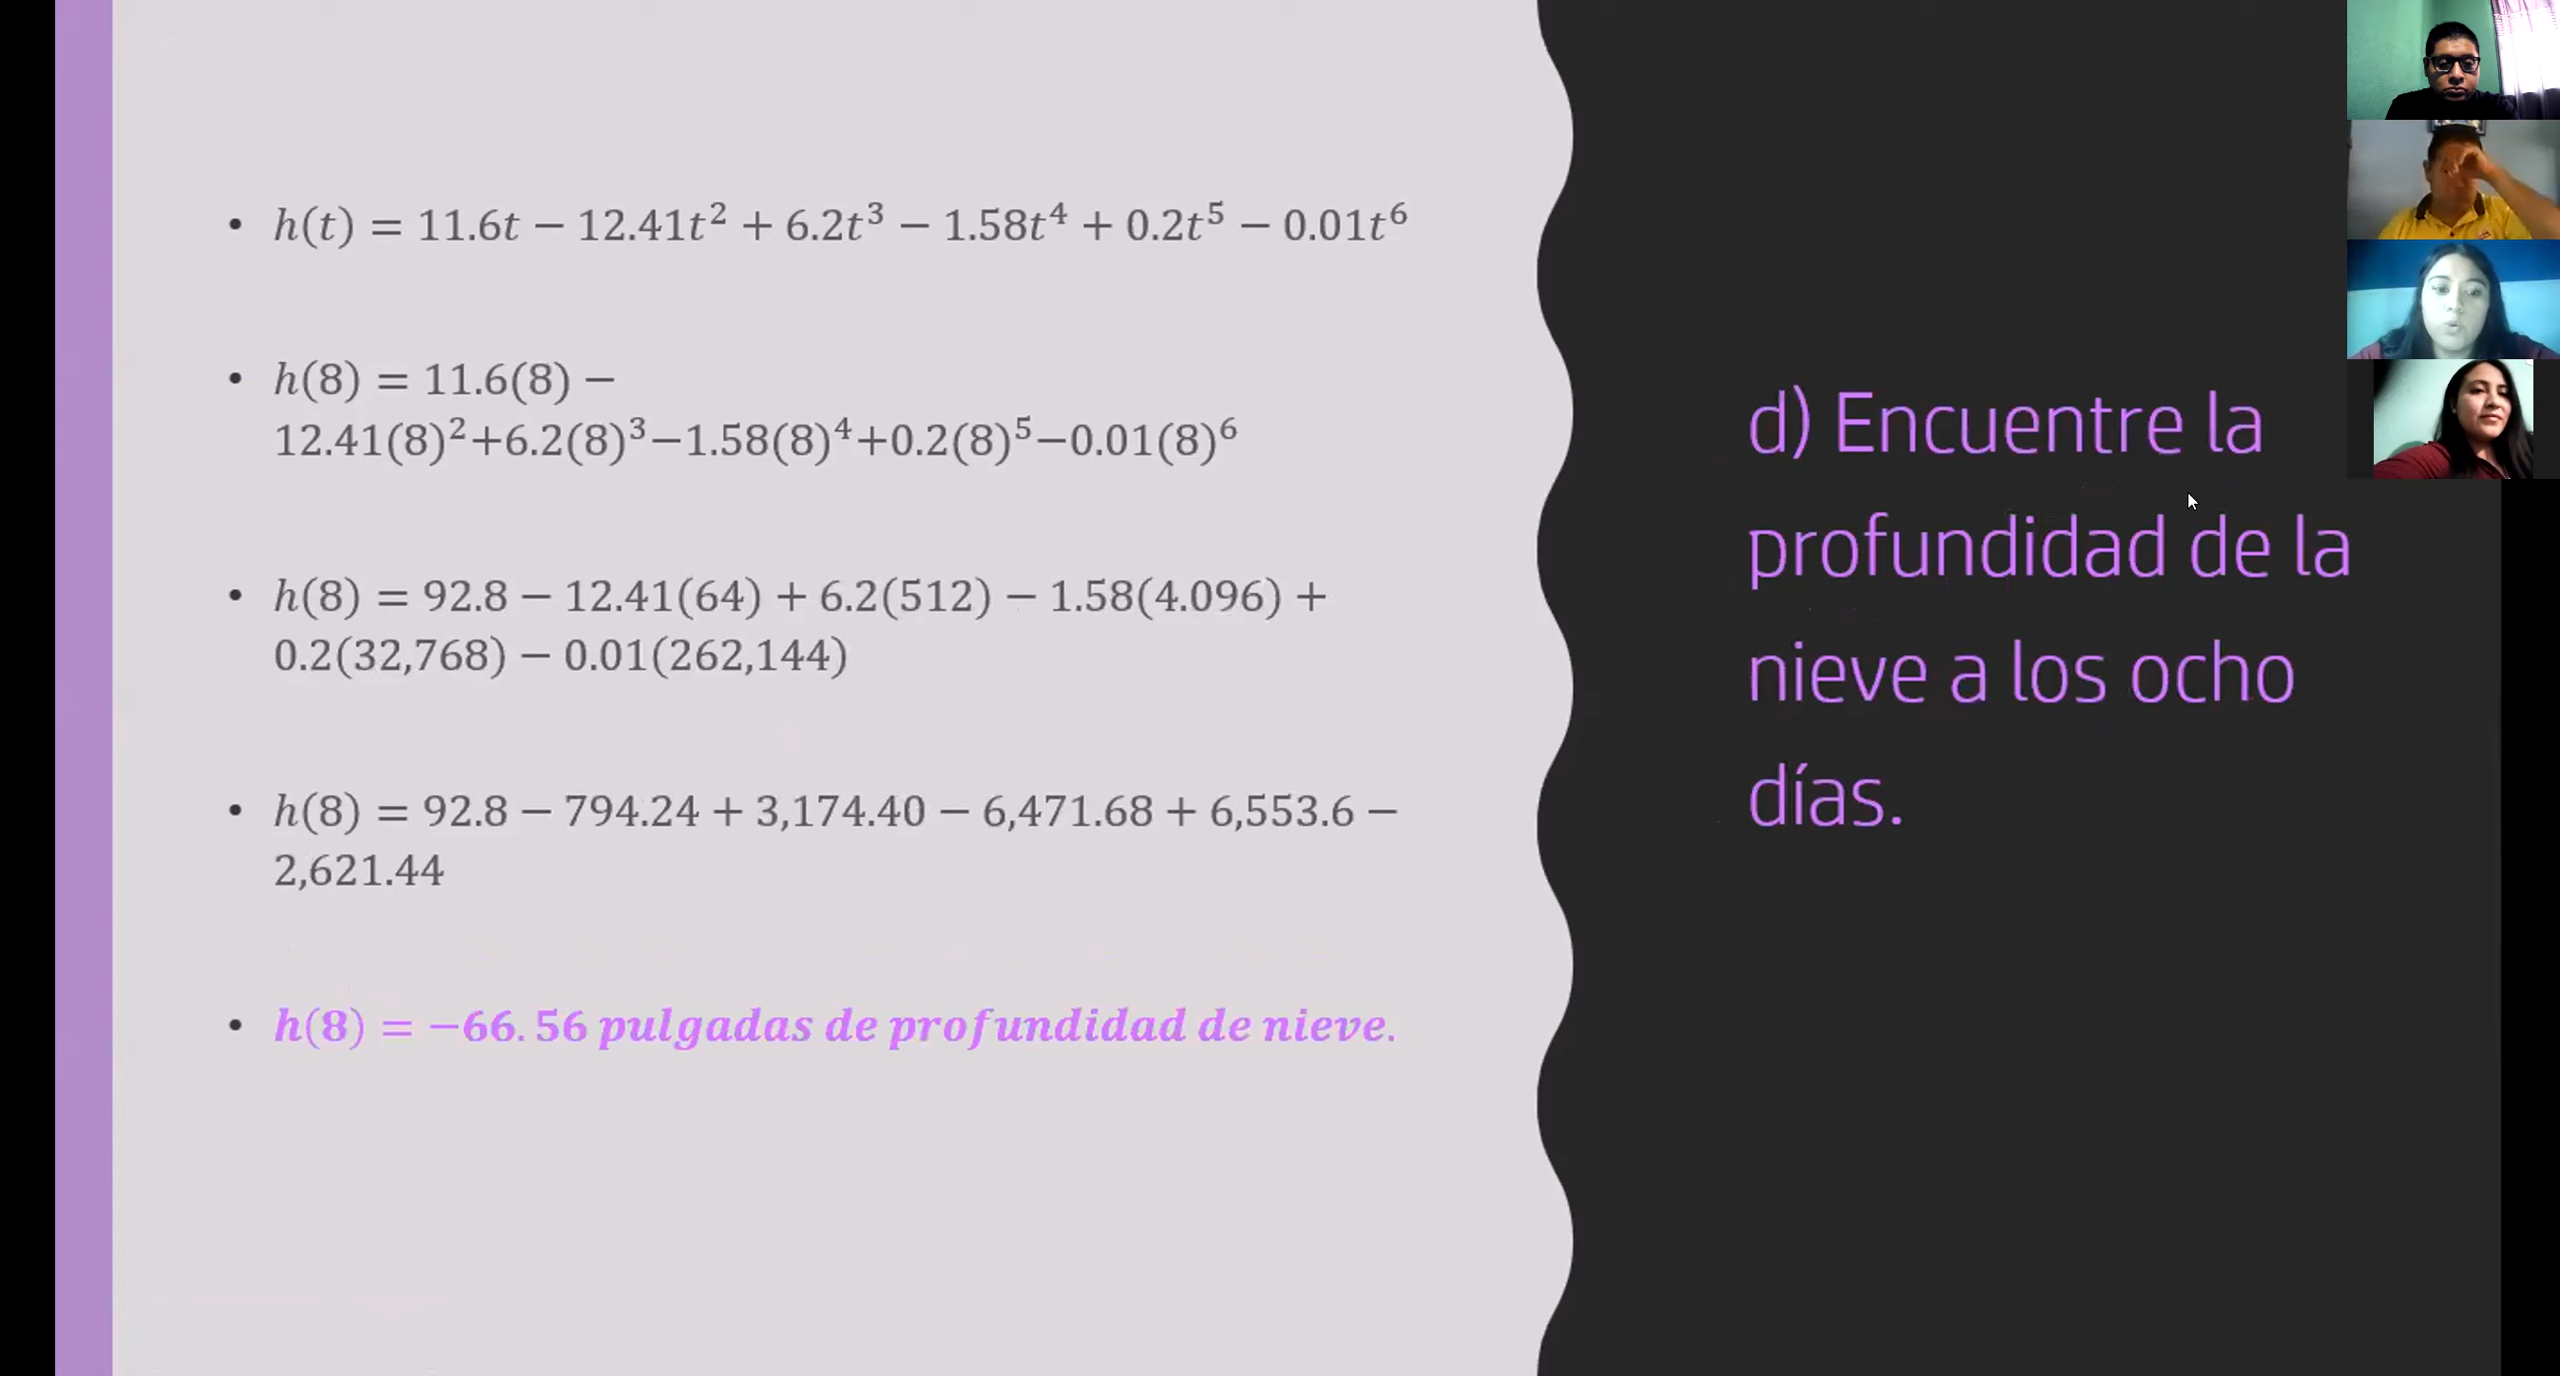 • h(t) = 11.6t − 12.41t² + 6.2t³ − 1.58t⁴ + 0.2t⁵ − 0.01t⁶
• h(8) = 11.6(8) −
12.41(8)²+6.2(8)³−1.58(8)⁴+0.2(8)⁵−0.01(8)⁶
• h(8) = 92.8 − 12.41(64) + 6.2(512) − 1.58(4.096) +
0.2(32,768) − 0.01(262,144)
• h(8) = 92.8 − 794.24 + 3,174.40 − 6,471.68 + 6,553.6 −
2,621.44
• h(8) = −66.56 pulgadas de profundidad de nieve.
d) Encuentre la
profundidad de la
nieve a los ocho
días.